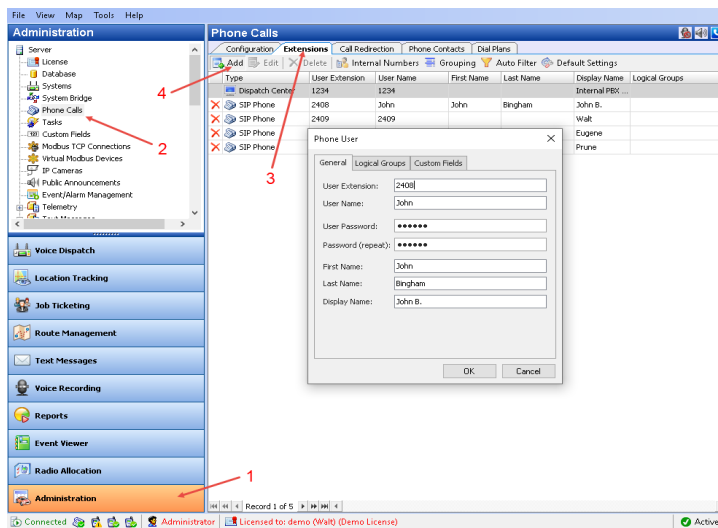 File View Map Tools Help
Administration
Server
License
Database
Systems
System Bridge
Phone Calls
Tasks
Custom Fields
Modbus TCP Connections
Virtual Modbus Devices
IP Cameras
Public Announcements
Event/Alarm Management
Telemetry
Voice Dispatch
Location Tracking
Job Ticketing
Route Management
Text Messages
Voice Recording
Reports
Event Viewer
Radio Allocation
Administration
Phone Calls
Configuration Extensions Call Redirection Phone Contacts Dial Plans
Add Edit Delete Internal Numbers Grouping Auto Filter Default Settings
Type User Extension User Name First Name Last Name Display Name Logical Groups
Dispatch Center 1234 1234 Internal PBX ...
SIP Phone 2408 John John Bingham John B.
SIP Phone 2409 2409 Walt
SIP Phone Eugene
SIP Phone Prune
4
2
3
1
Phone User
General Logical Groups Custom Fields
User Extension: 2408
User Name: John
User Password: ●●●●●●
Password (repeat): ●●●●●●
First Name: John
Last Name: Bingham
Display Name: John B.
OK Cancel
Record 1 of 5
Connected Administrator Licensed to: demo (Walt) (Demo License) Active